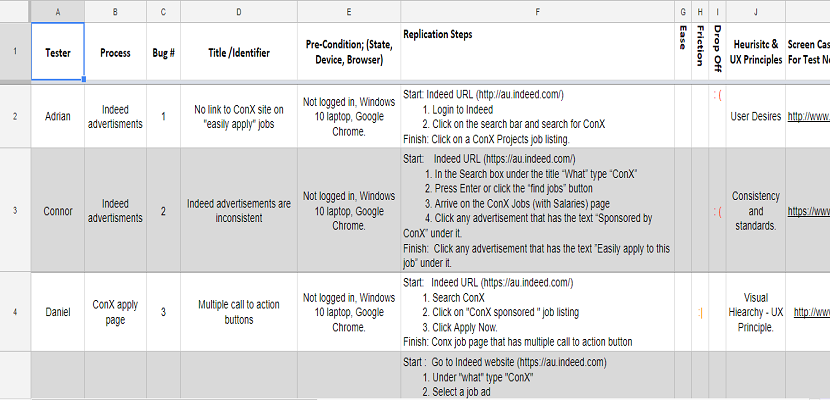 A B C D E F G H I J
1 Tester Process Bug # Title /Identifier Pre-Condition; (State, Device, Browser) Replication Steps Ease Friction Drop Off Heurisitc & UX Principles Screen Cas For Test No
2 Adrian Indeed advertisments 1 No link to ConX site on "easily apply" jobs Not logged in, Windows 10 laptop, Google Chrome.
Start: Indeed URL (http://au.indeed.com/)
1. Login to Indeed
2. Click on the search bar and search for ConX
Finish: Click on a ConX Projects job listing.
: ( User Desires http://www.
3 Connor Indeed advertisments 2 Indeed advertisements are inconsistent Not logged in, Windows 10 laptop, Google Chrome.
Start: Indeed URL (https://au.indeed.com/)
1. In the Search box under the title “What” type “ConX”
2. Press Enter or click the “find jobs” button
3. Arrive on the ConX Jobs (with Salaries) page
4. Click any advertisement that has the text “Sponsored by
ConX” under it.
Finish: Click any advertisement that has the text ”Easily apply to this
job” under it.
: ( Consistency and standards. https://ww
4 Daniel ConX apply page 3 Multiple call to action buttons Not logged in, Windows 10 laptop, Google Chrome.
Start: Indeed URL (https://au.indeed.com/)
1. Search ConX
2. Click on "ConX sponsored " job listing
3. Click Apply Now.
Finish: Conx job page that has multiple call to action button
:| Visual Hiearchy - UX Principle. http://ww
Start : Go to Indeed website (https://au.indeed.com)
1. Under "what" type "ConX"
2. Select a job ad